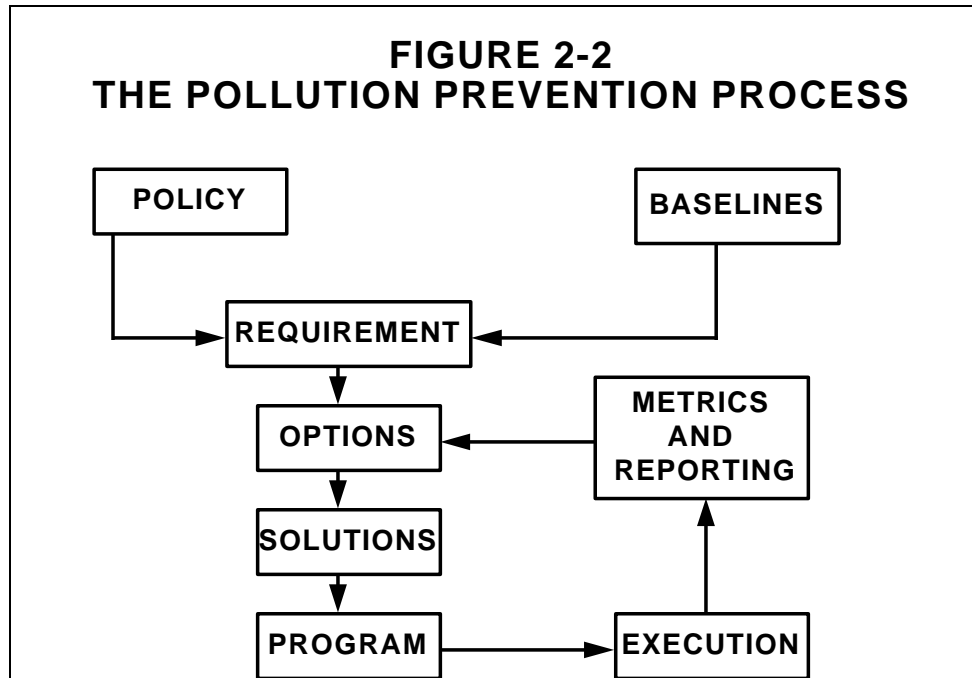 FIGURE 2-2
THE POLLUTION PREVENTION PROCESS
POLICY
BASELINES
REQUIREMENT
OPTIONS
METRICS
AND
REPORTING
SOLUTIONS
PROGRAM
EXECUTION